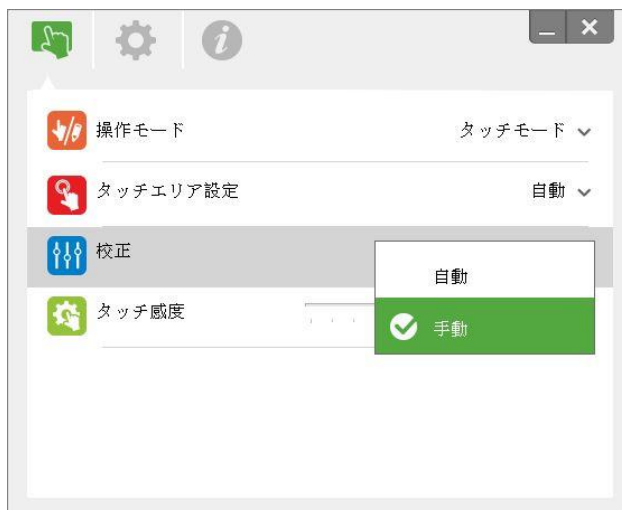 操作モード
タッチモード
タッチエリア設定
自動
校正
自動
手動
タッチ感度